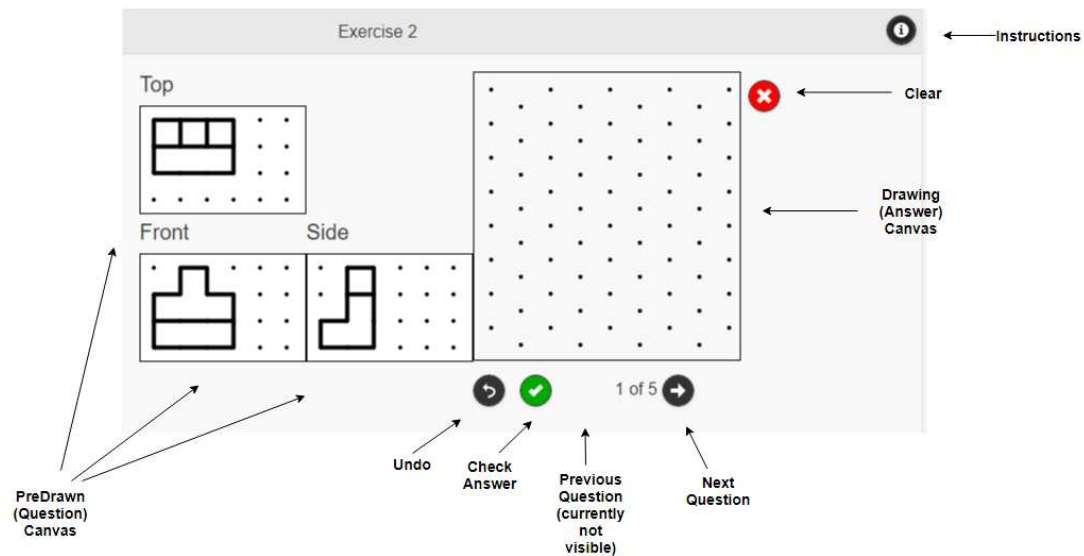 Exercise 2
Instructions
Top
Clear
Drawing
(Answer)
Canvas
Front
Side
1 of 5
Undo
Check
Answer
Previous
Question
(currently
not
visible)
Next
Question
PreDrawn
(Question)
Canvas